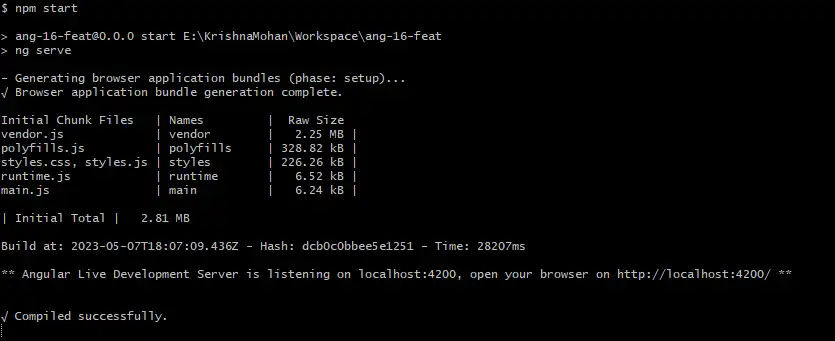 $ npm start
> ang-16-feat@0.0.0 start E:\KrishnaMohan\Workspace\ang-16-feat
> ng serve
- Generating browser application bundles (phase: setup)...
√ Browser application bundle generation complete.
Initial Chunk Files   | Names         |  Raw Size
vendor.js             | vendor        |   2.25 MB |
polyfills.js          | polyfills     | 328.82 kB |
styles.css, styles.js | styles        | 226.26 kB |
runtime.js            | runtime       |   6.52 kB |
main.js               | main          |   6.24 kB |
| Initial Total |   2.81 MB
Build at: 2023-05-07T18:07:09.436Z - Hash: dcb0c0bbee5e1251 - Time: 28207ms
** Angular Live Development Server is listening on localhost:4200, open your browser on http://localhost:4200/ **
√ Compiled successfully.